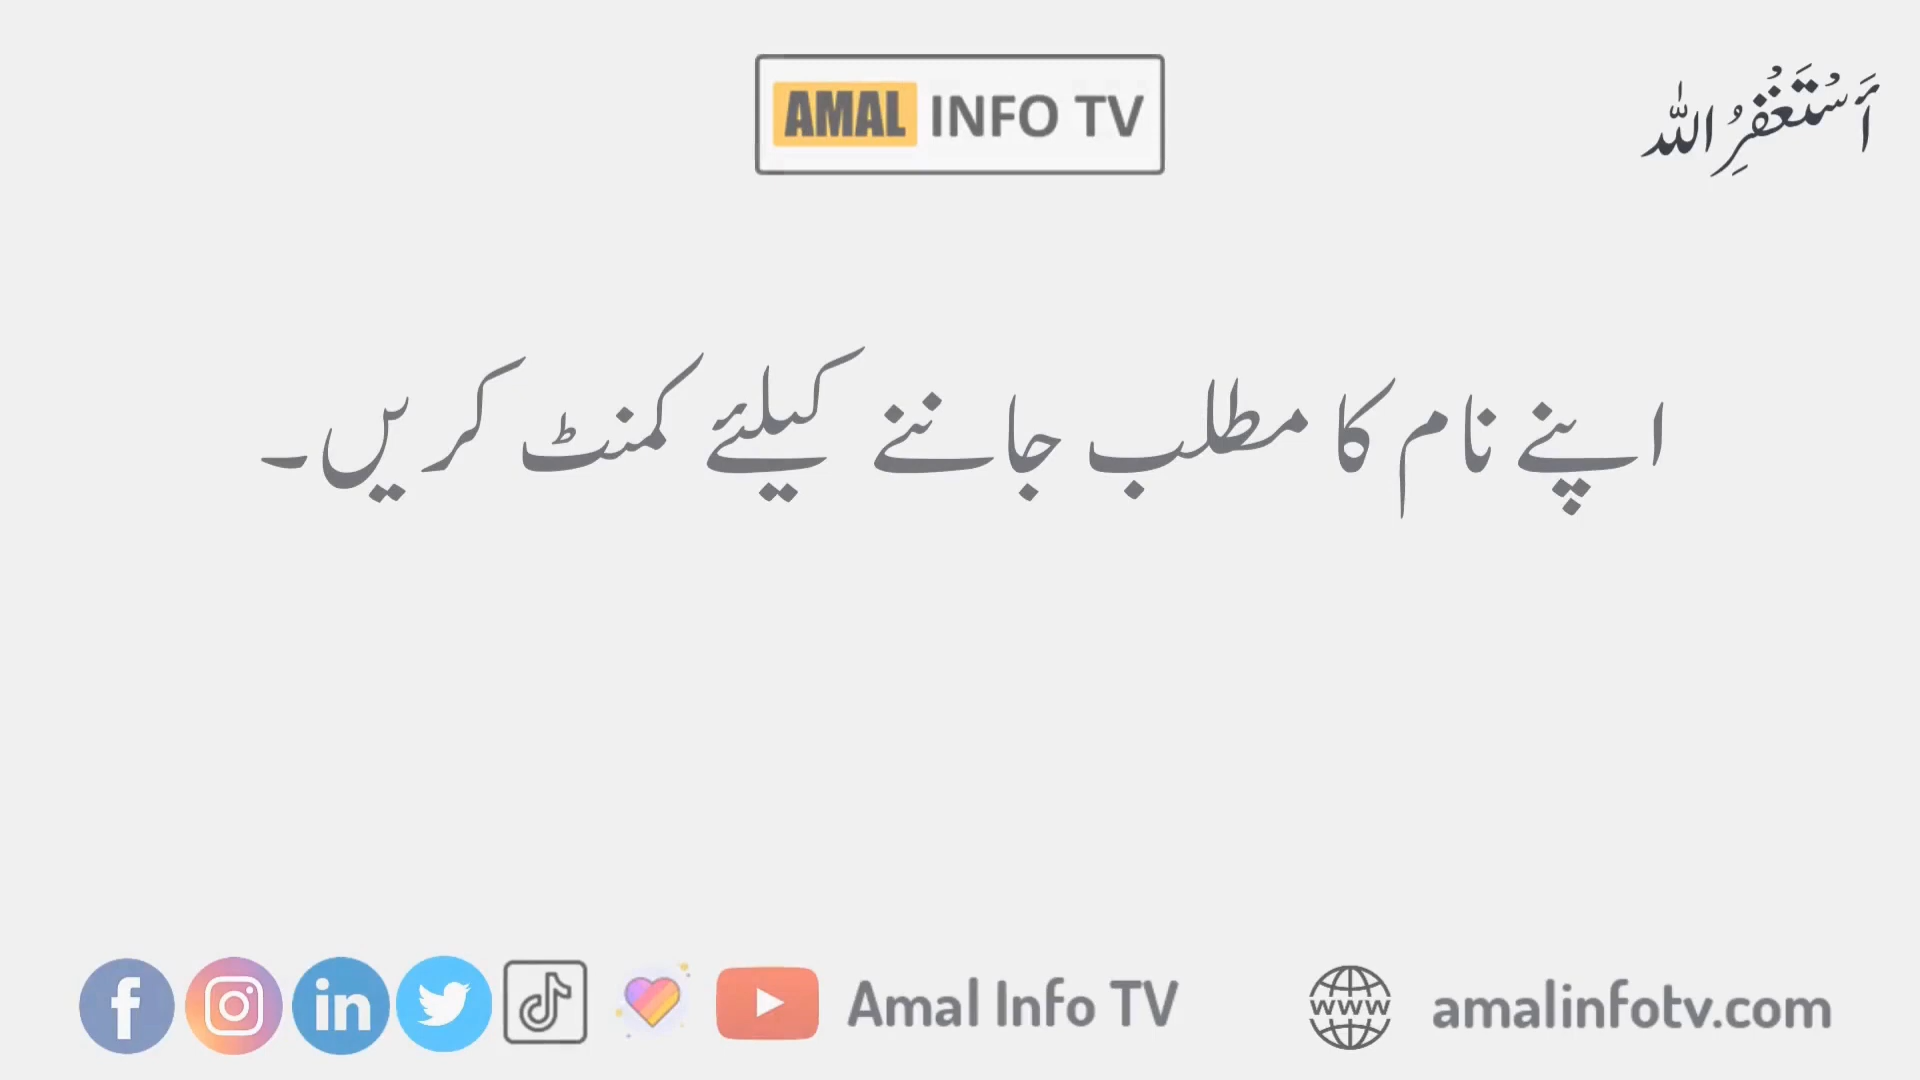 AMAL INFO TV
أَسْتَغْفِرُ اللّٰه
اپنے نام کا مطلب جاننے کیلئے کمنٹ کریں۔
Amal Info TV
www
amalinfotv.com